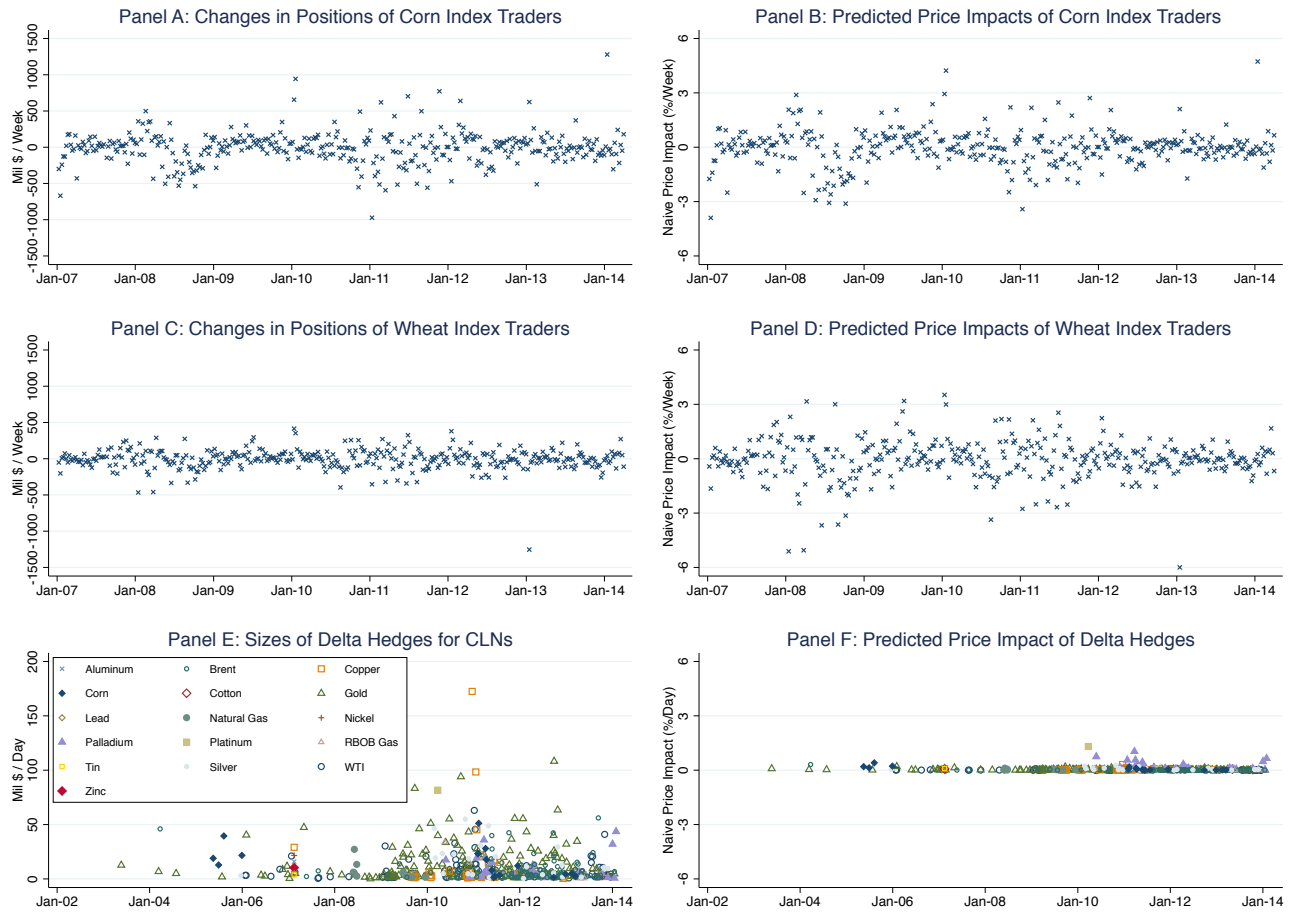 Panel A: Changes in Positions of Corn Index Traders
Mil $ / Week
1500
1000
500
0
-500
-1000
-1500
Jan-07 Jan-08 Jan-09 Jan-10 Jan-11 Jan-12 Jan-13 Jan-14
Panel B: Predicted Price Impacts of Corn Index Traders
Naive Price Impact (%/Week)
6
3
0
-3
-6
Jan-07 Jan-08 Jan-09 Jan-10 Jan-11 Jan-12 Jan-13 Jan-14
Panel C: Changes in Positions of Wheat Index Traders
Mil $ / Week
1500
1000
500
0
-500
-1000
-1500
Jan-07 Jan-08 Jan-09 Jan-10 Jan-11 Jan-12 Jan-13 Jan-14
Panel D: Predicted Price Impacts of Wheat Index Traders
Naive Price Impact (%/Week)
6
3
0
-3
-6
Jan-07 Jan-08 Jan-09 Jan-10 Jan-11 Jan-12 Jan-13 Jan-14
Panel E: Sizes of Delta Hedges for CLNs
Mil $ / Day
200
150
100
50
0
Aluminum Brent Copper
Corn Cotton Gold
Lead Natural Gas Nickel
Palladium Platinum RBOB Gas
Tin Silver WTI
Zinc
Jan-02 Jan-04 Jan-06 Jan-08 Jan-10 Jan-12 Jan-14
Panel F: Predicted Price Impact of Delta Hedges
Naive Price Impact (%/Day)
6
3
0
-3
-6
Jan-02 Jan-04 Jan-06 Jan-08 Jan-10 Jan-12 Jan-14